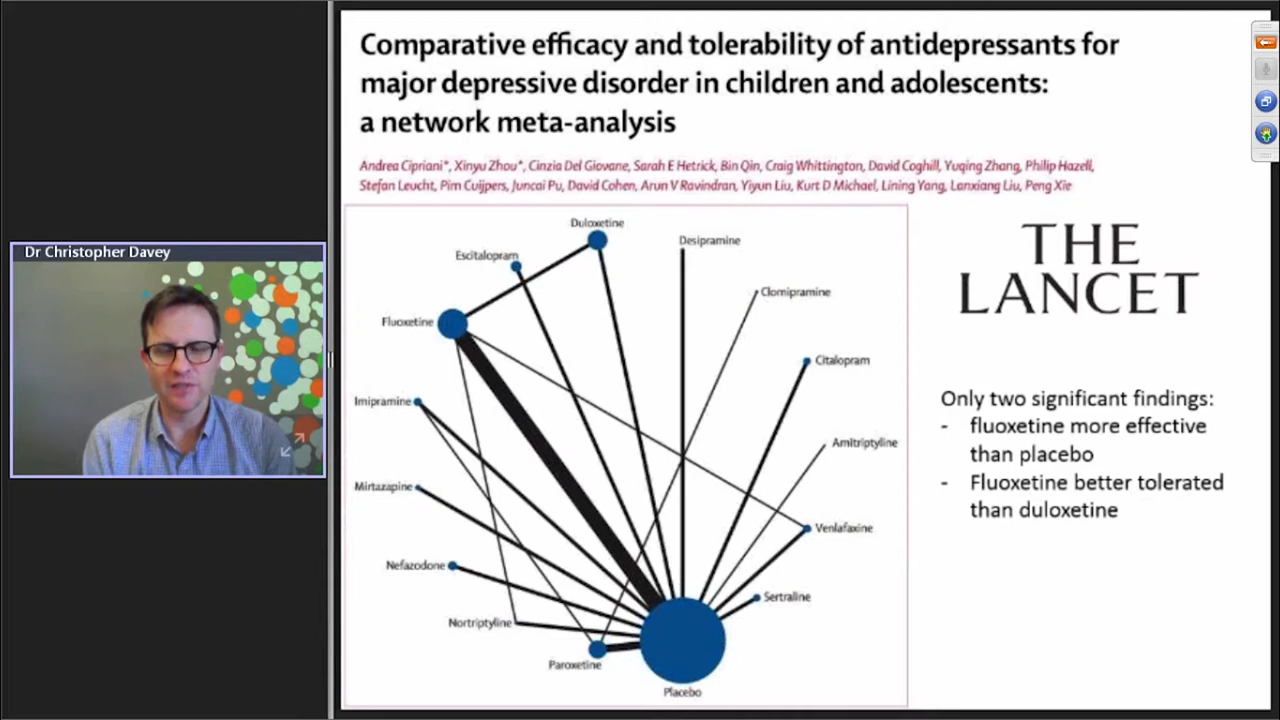 Comparative efficacy and tolerability of antidepressants for
major depressive disorder in children and adolescents:
a network meta-analysis
Andrea Cipriani*, Xinyu Zhou*, Cinzia Del Giovane, Sarah E Hetrick, Bin Qin, Craig Whittington, David Coghill, Yuqing Zhang, Philip Hazell,
Stefan Leucht, Pim Cuijpers, Juncai Pu, David Cohen, Arun V Ravindran, Yiyun Liu, Kurt D Michael, Lining Yang, Lanxiang Liu, Peng Xie
Dr Christopher Davey
Duloxetine
Desipramine
Escitalopram
Clomipramine
Fluoxetine
Citalopram
Imipramine
Amitriptyline
Mirtazapine
Venlafaxine
Nefazodone
Sertraline
Nortriptyline
Paroxetine
Placebo
THE
LANCET
Only two significant findings:
- fluoxetine more effective
than placebo
- Fluoxetine better tolerated
than duloxetine